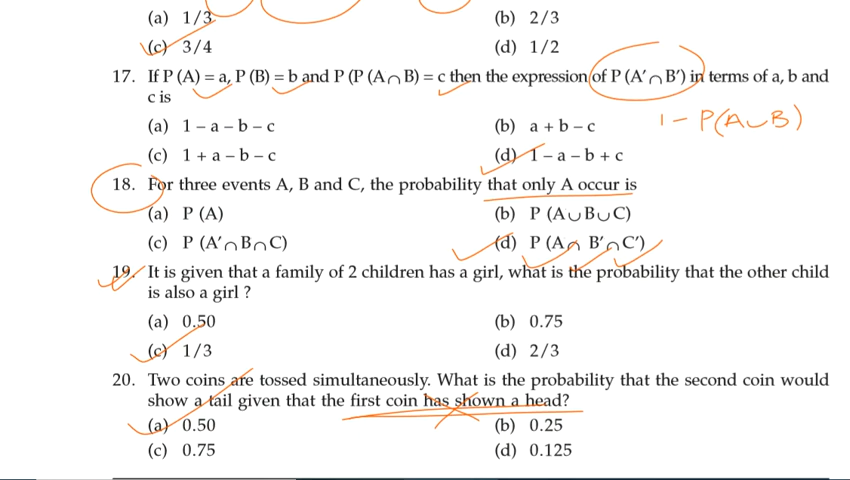 (a) 1/3 (b) 2/3
(c) 3/4 (d) 1/2
17. If P (A) = a, P (B) = b and P (P (A∩B) = c then the expression of P (A′∩B′) in terms of a, b and
c is
(a) 1 – a – b – c (b) a + b – c 1 – P(A∪B)
(c) 1 + a – b – c (d) 1 – a – b + c
18. For three events A, B and C, the probability that only A occur is
(a) P (A) (b) P (A∪B∪C)
(c) P (A′∩B∩C) (d) P (A∩ B′∩C′)
19. It is given that a family of 2 children has a girl, what is the probability that the other child
is also a girl ?
(a) 0.50 (b) 0.75
(c) 1/3 (d) 2/3
20. Two coins are tossed simultaneously. What is the probability that the second coin would
show a tail given that the first coin has shown a head?
(a) 0.50 (b) 0.25
(c) 0.75 (d) 0.125